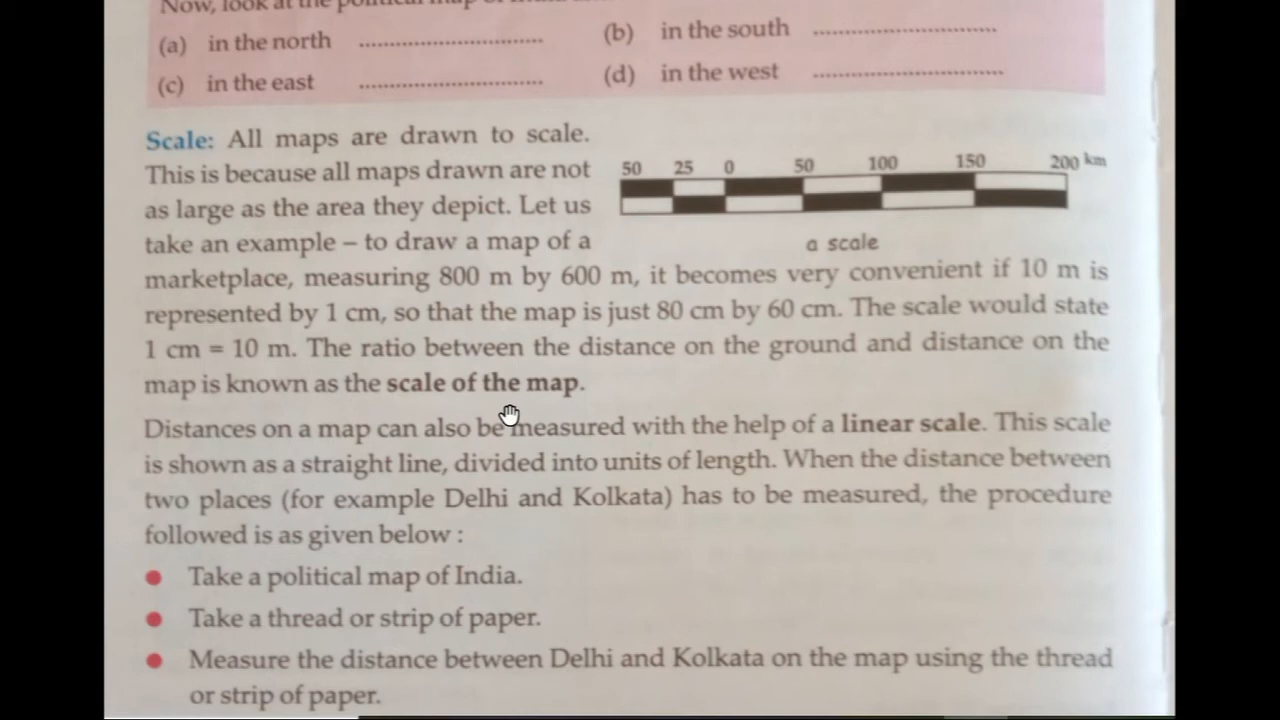 Now, look at the political map of India
(a) in the north ............................ (b) in the south ............................
(c) in the east ............................ (d) in the west ............................
Scale: All maps are drawn to scale.
This is because all maps drawn are not
as large as the area they depict. Let us
take an example – to draw a map of a
50 25 0 50 100 150 200 km
a scale
marketplace, measuring 800 m by 600 m, it becomes very convenient if 10 m is
represented by 1 cm, so that the map is just 80 cm by 60 cm. The scale would state
1 cm = 10 m. The ratio between the distance on the ground and distance on the
map is known as the scale of the map.
Distances on a map can also be measured with the help of a linear scale. This scale
is shown as a straight line, divided into units of length. When the distance between
two places (for example Delhi and Kolkata) has to be measured, the procedure
followed is as given below :
● Take a political map of India.
● Take a thread or strip of paper.
● Measure the distance between Delhi and Kolkata on the map using the thread
or strip of paper.